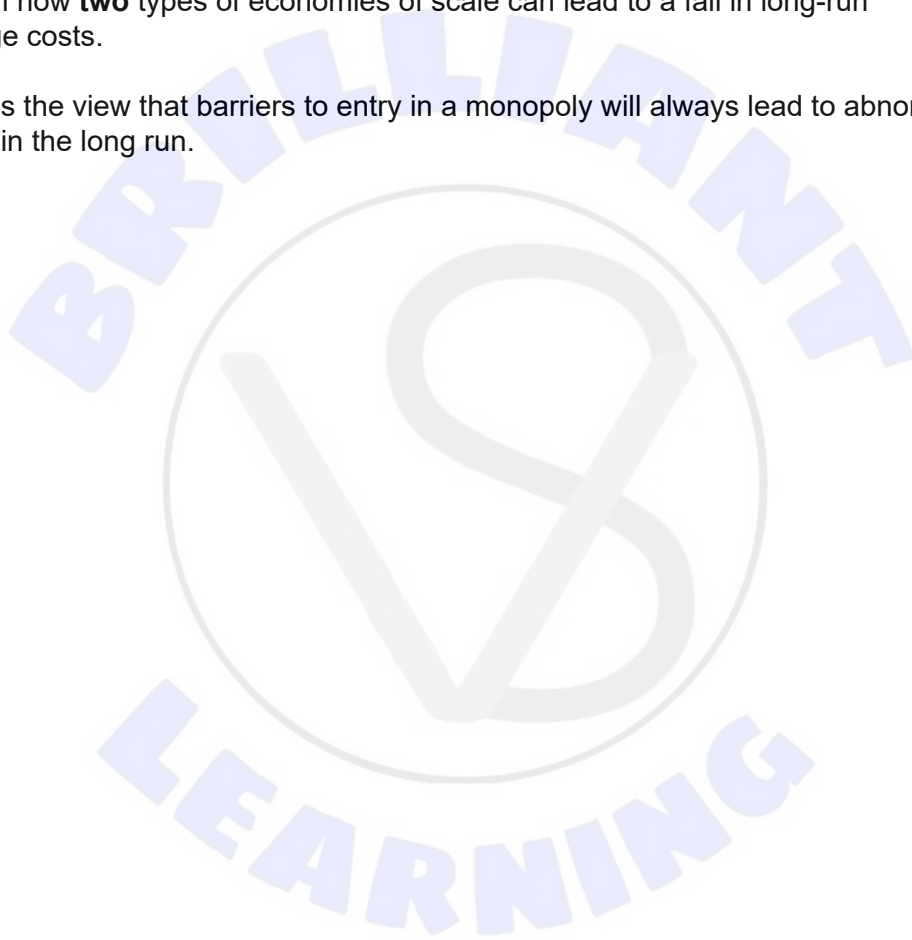 how **two** types of economies of scale can lead to a fall in long-run
costs.
s the view that barriers to entry in a monopoly will always lead to abnor
in the long run.
BRILLIANT
VS
LEARNING